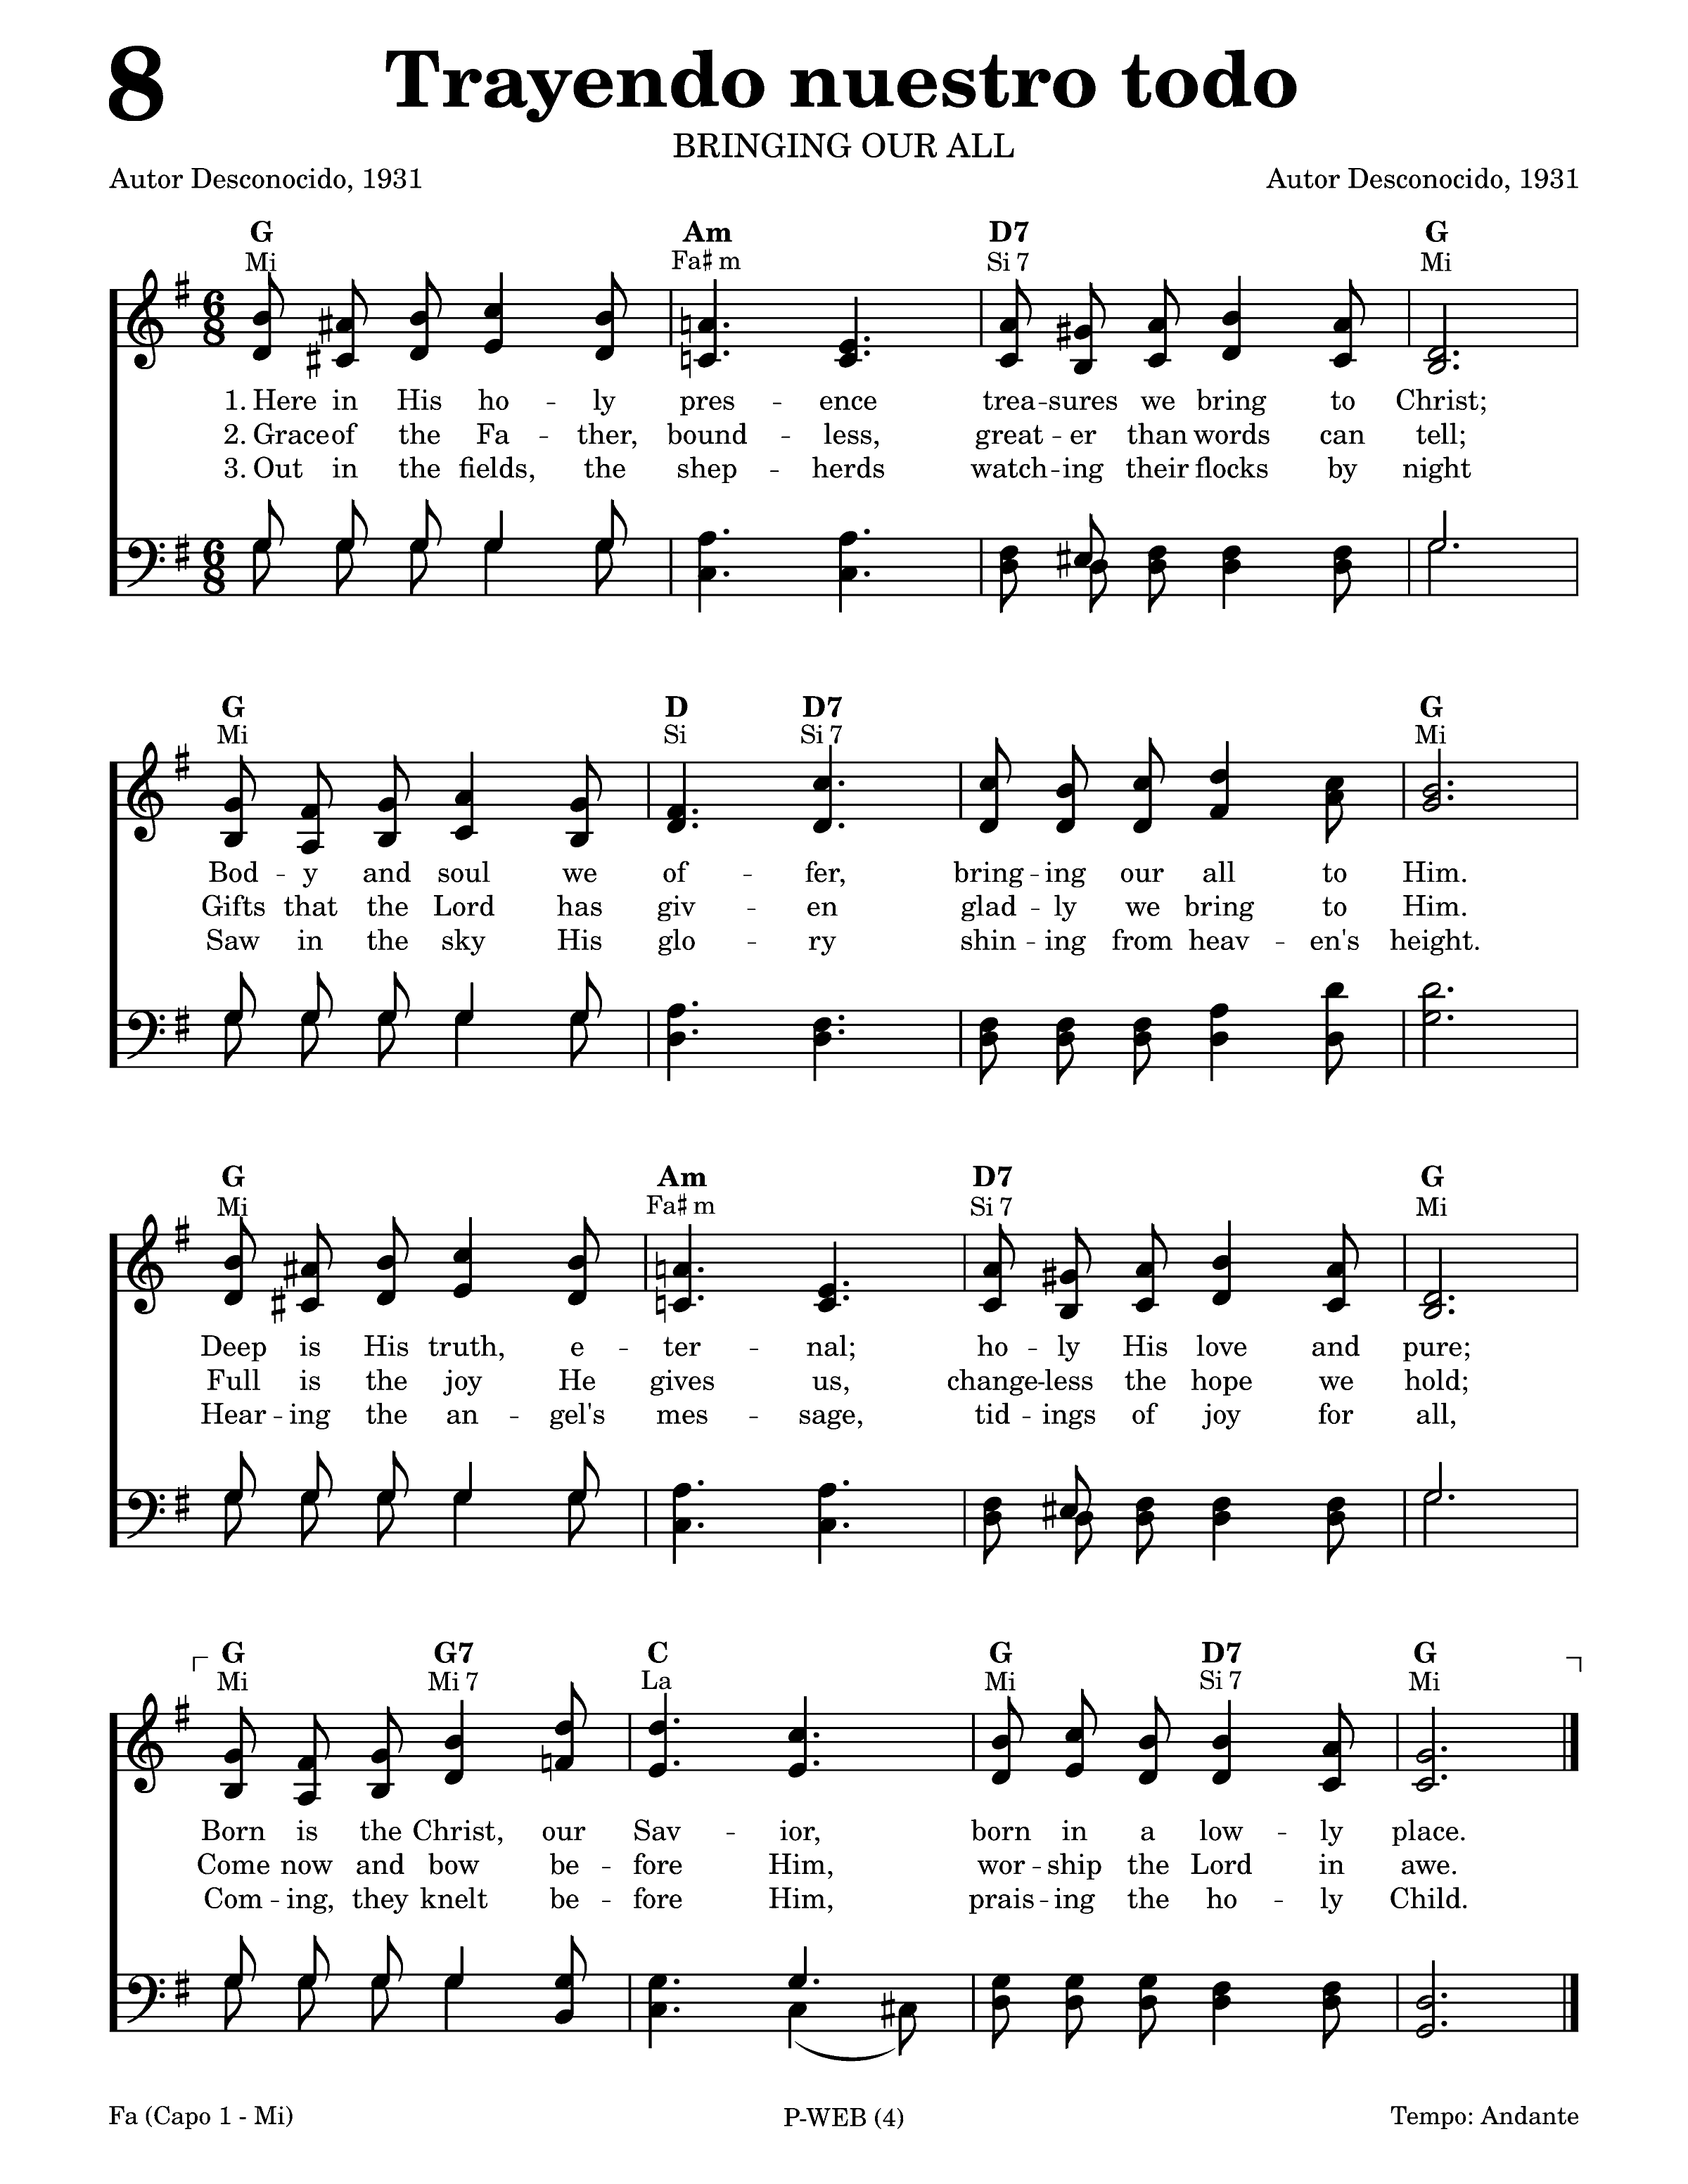 8 Trayendo nuestro todo
BRINGING OUR ALL
Autor Desconocido, 1931 Autor Desconocido, 1931
G Am D7 G
Mi Fa♯m Si 7 Mi
6 8
1. Here in His ho - ly pres - ence trea - sures we bring to Christ;
2. Grace of the Fa - ther, bound - less, great - er than words can tell;
3. Out in the fields, the shep - herds watch - ing their flocks by night
6 8
G D D7 G
Mi Si Si 7 Mi
Bod - y and soul we of - fer, bring - ing our all to Him.
Gifts that the Lord has giv - en glad - ly we bring to Him.
Saw in the sky His glo - ry shin - ing from heav - en's height.
G Am D7 G
Mi Fa♯m Si 7 Mi
Deep is His truth, e - ter - nal; ho - ly His love and pure;
Full is the joy He gives us, change - less the hope we hold;
Hear - ing the an - gel's mes - sage, tid - ings of joy for all,
G G7 C G D7 G
Mi Mi 7 La Mi Si 7 Mi
Born is the Christ, our Sav - ior, born in a low - ly place.
Come now and bow be - fore Him, wor - ship the Lord in awe.
Com - ing, they knelt be - fore Him, prais - ing the ho - ly Child.
Fa (Capo 1 - Mi) P-WEB (4) Tempo: Andante